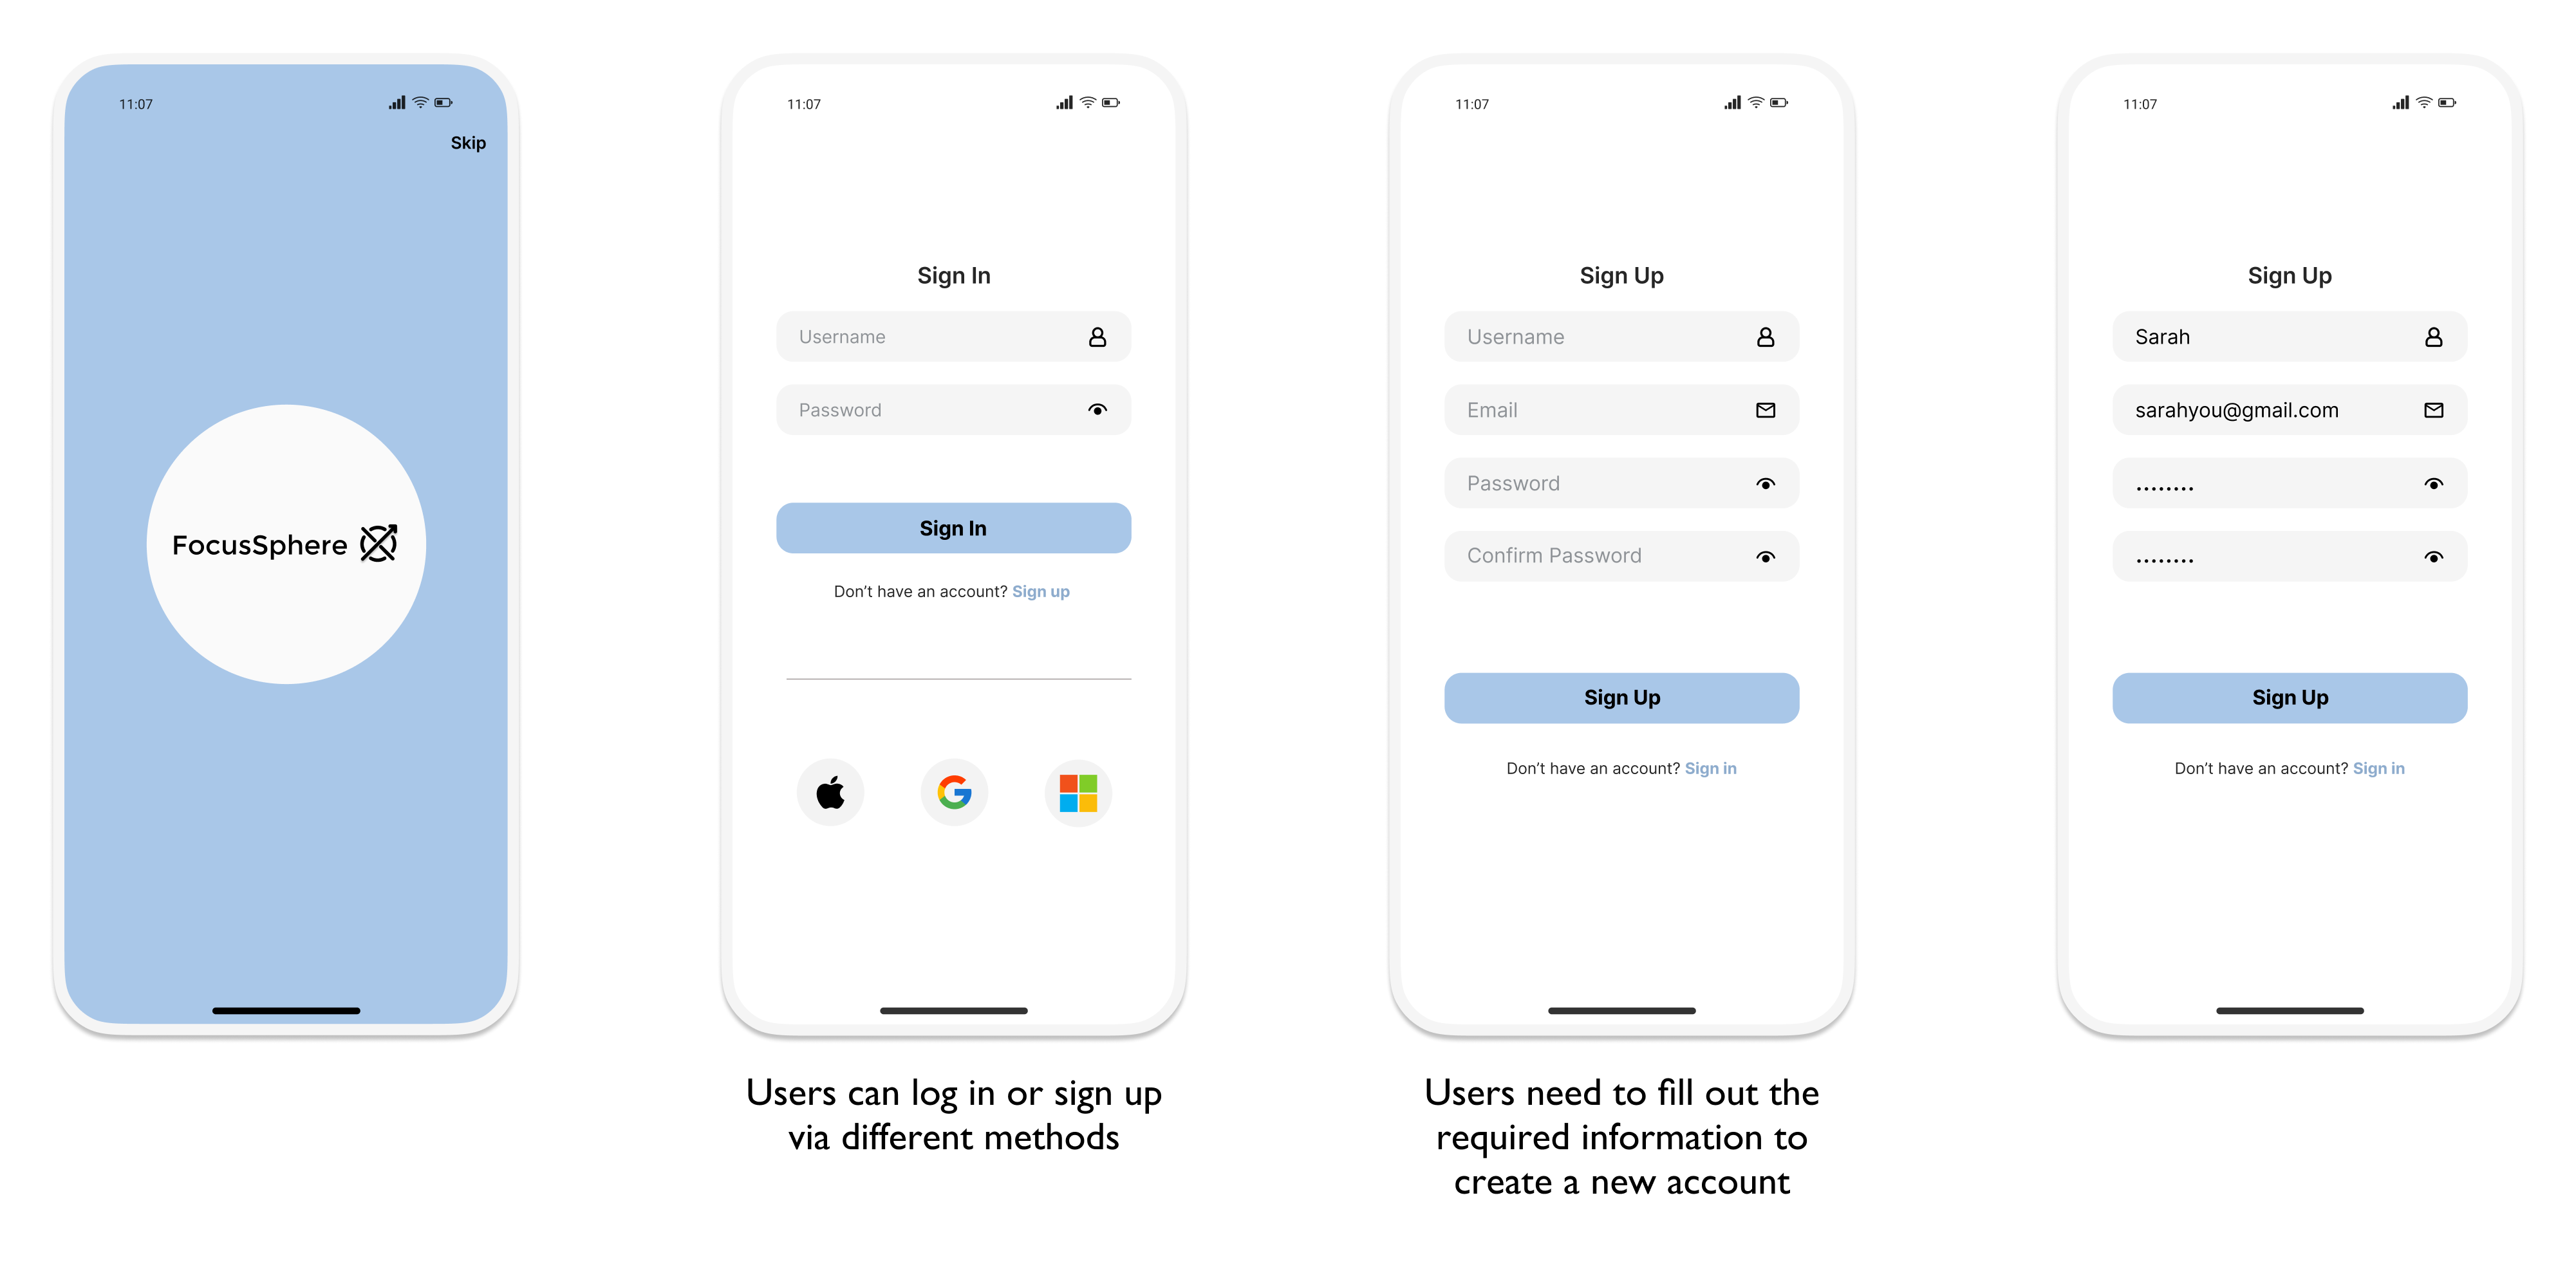 11:07
Skip
FocusSphere
11:07
Sign In
Username
Password
Sign In
Don't have an account? Sign up
Users can log in or sign up
via different methods
11:07
Sign Up
Username
Email
Password
Confirm Password
Sign Up
Don't have an account? Sign in
Users need to fill out the
required information to
create a new account
11:07
Sign Up
Sarah
sarahyou@gmail.com
........
........
Sign Up
Don't have an account? Sign in